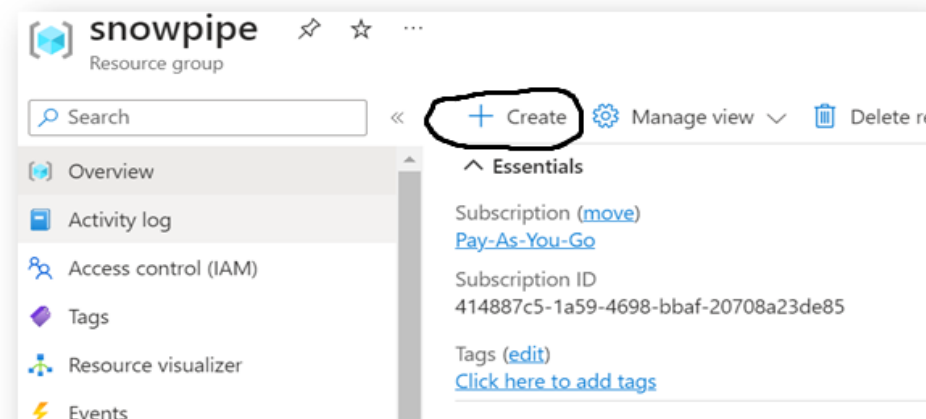 snowpipe
Resource group
Search
Create Manage view Delete
Overview
Activity log
Access control (IAM)
Tags
Resource visualizer
Events
Essentials
Subscription (move)
Pay-As-You-Go
Subscription ID
414887c5-1a59-4698-bbaf-20708a23de85
Tags (edit)
Click here to add tags